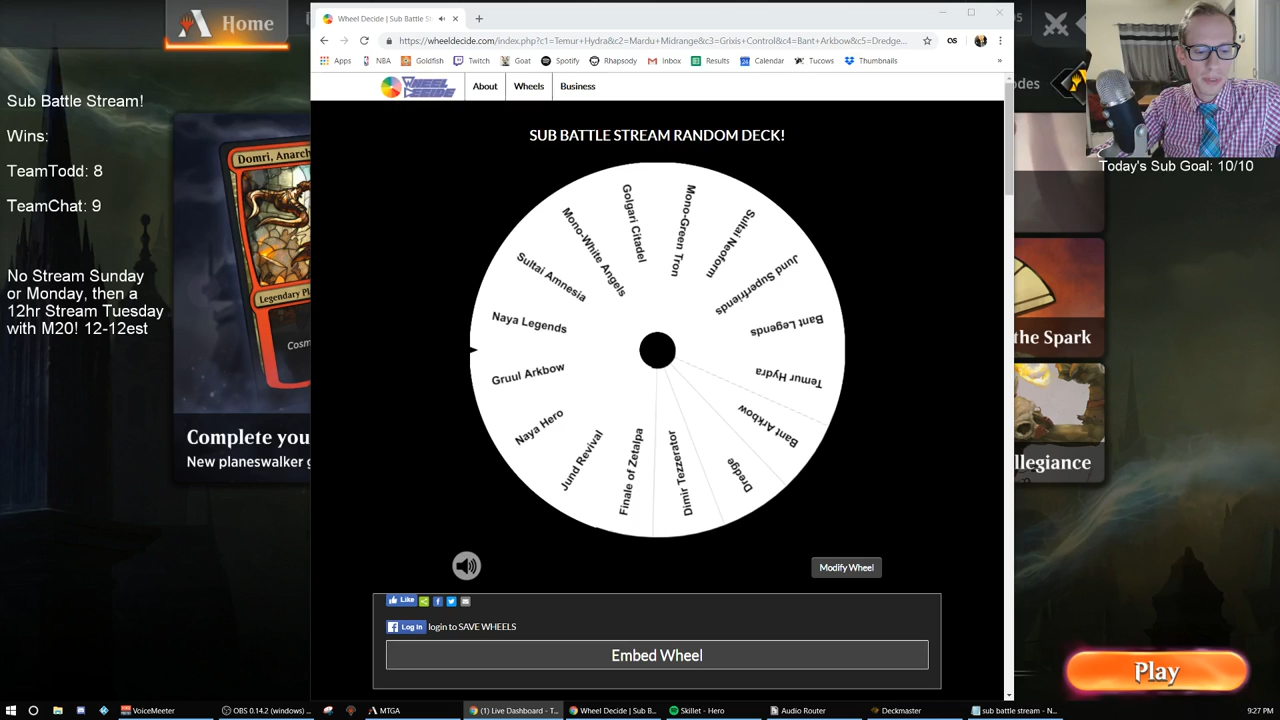 Home
Sub Battle Stream!
Wins:
TeamTodd: 8
TeamChat: 9
No Stream Sunday
or Monday, then a
12hr Stream Tuesday
with M20! 12-12est
Domri, Anarch
Legendary Pl
Cosm
Complete you
New planeswalker g
Wheel Decide | Sub Battle St
https://wheeldecide.com/index.php?c1=Temur+Hydra&c2=Mardu+Midrange&c3=Grixis+Control&c4=Bant+Arkbow&c5=Dredge...
Apps
NBA
Goldfish
Twitch
Goat
Spotify
Rhapsody
Inbox
Results
Calendar
Tucows
Thumbnails
WHEEL DECIDE
About
Wheels
Business
SUB BATTLE STREAM RANDOM DECK!
Golgari Citadel
Mono-Green Tron
Sultai Neoform
Jund Superfriends
Bant Legends
Temur Hydra
Bant Arkbow
Dredge
Dimir Tezzerator
Finale of Zetalpa
Jund Revival
Naya Hero
Gruul Arkbow
Naya Legends
Sultai Amnesia
Mono-White Angels
Modify Wheel
Like
Log In login to SAVE WHEELS
Embed Wheel
Today's Sub Goal: 10/10
odes
the Spark
llegiance
Play
VoiceMeeter
OBS 0.14.2 (windows) ...
MTGA
(1) Live Dashboard - T...
Wheel Decide | Sub B...
Skillet - Hero
Audio Router
Deckmaster
sub battle stream - N...
9:27 PM